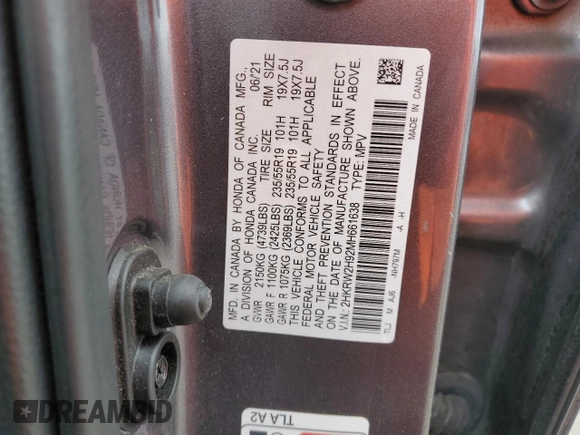 MFD. IN CANADA BY HONDA OF CANADA MFG.,
A DIVISION OF HONDA CANADA INC. 06/21
GVWR 2150KG (4739LBS) TIRE SIZE RIM SIZE
GAWR F 1100KG (2425LBS) 235/55R19 101H 19X7.5J
GAWR R 1075KG (2369LBS) 235/55R19 101H 19X7.5J
THIS VEHICLE CONFORMS TO ALL APPLICABLE
FEDERAL MOTOR VEHICLE SAFETY
AND THEFT PREVENTION STANDARDS IN EFFECT
ON THE DATE OF MANUFACTURE SHOWN ABOVE.
V.I.N.: 2HKRW2H92MH661638 TYPE: MPV
TLJ M AJ6 -NH797M -A -H
MADE IN CANADA
TLA A2
DREAMBID